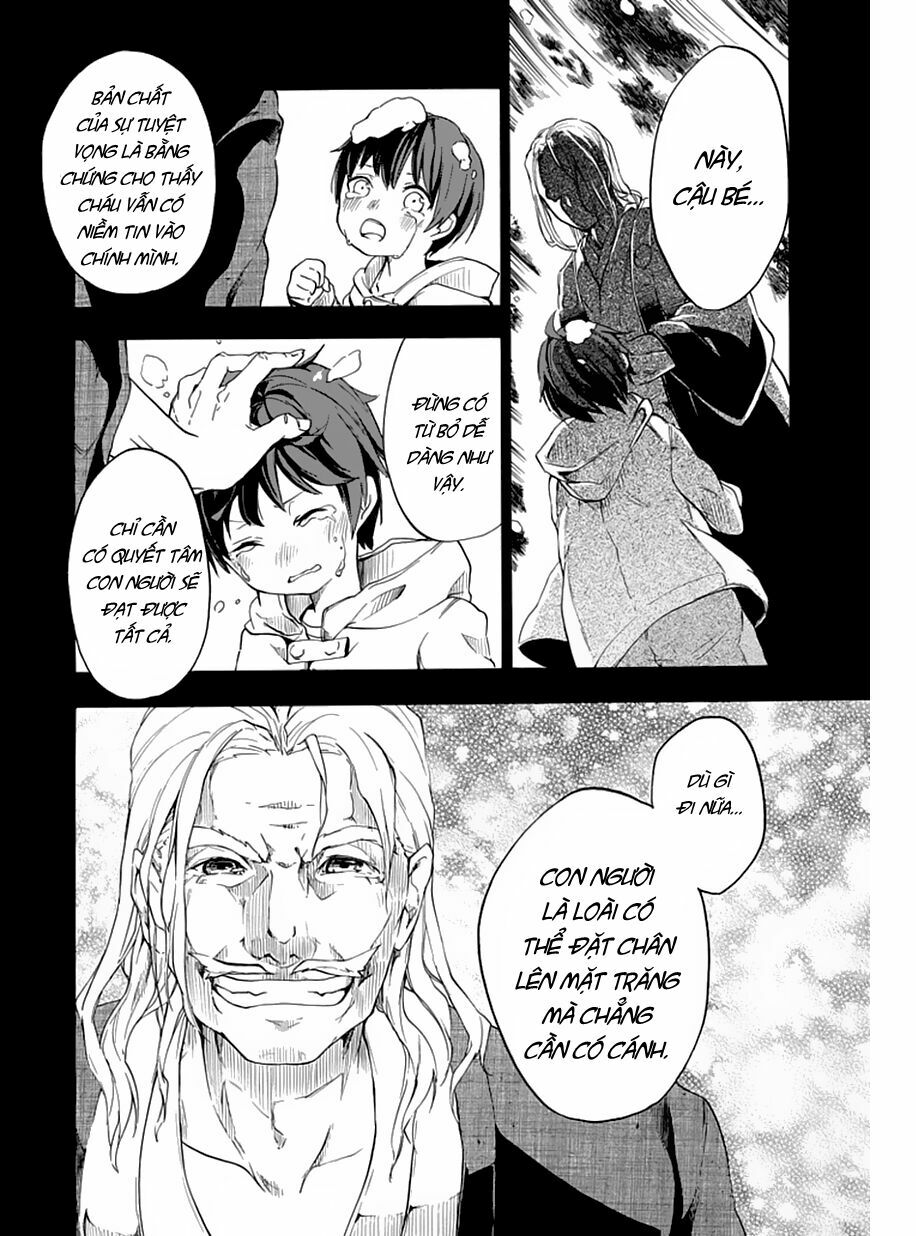 NÀY,
CẬU BÉ...
BẢN CHẤT
CỦA SỰ TUYỆT
VỌNG LÀ BẰNG
CHỨNG CHO THẤY
CHÁU VẪN CÓ
NIỀM TIN VÀO
CHÍNH MÌNH.
ĐỪNG CÓ
TỪ BỎ DỄ
DÀNG NHƯ
VẬY.
CHỈ CẦN
CÓ QUYẾT TÂM
CON NGƯỜI SẼ
ĐẠT ĐƯỢC
TẤT CẢ.
DÙ GÌ
ĐI NỮA...
CON NGƯỜI
LÀ LOÀI CÓ
THỂ ĐẶT CHÂN
LÊN MẶT TRĂNG
MÀ CHẲNG
CẦN CÓ CÁNH.